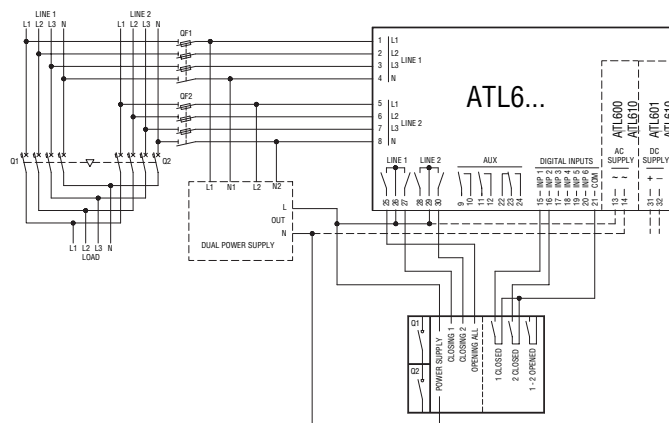 LINE 1 LINE 2
L1 L2 L3 N L1 L2 L3 N
QF1
QF2
Q1 Q2
L1 L2 L3 N
LOAD
L1 N1 L2 N2
L
OUT
N
DUAL POWER SUPPLY
1 L1
2 L2
3 L3
4 N
LINE 1
5 L1
6 L2
7 L3
8 N
LINE 2
ATL6...
LINE 1 LINE 2 AUX DIGITAL INPUTS
25 26 27 28 29 30
9 10 11 12 22 23 24
15 INP 1
16 INP 2
17 INP 3
18 INP 4
19 INP 5
20 INP 6
21 COM
ATL600
ATL610
AC
SUPPLY
~ ~
13 14
ATL601
ATL610
DC
SUPPLY
+ -
31 32
Q1
Q2
POWER SUPPLY
CLOSING 1
CLOSING 2
OPENING ALL
1 CLOSED
2 CLOSED
1 - 2 OPENED